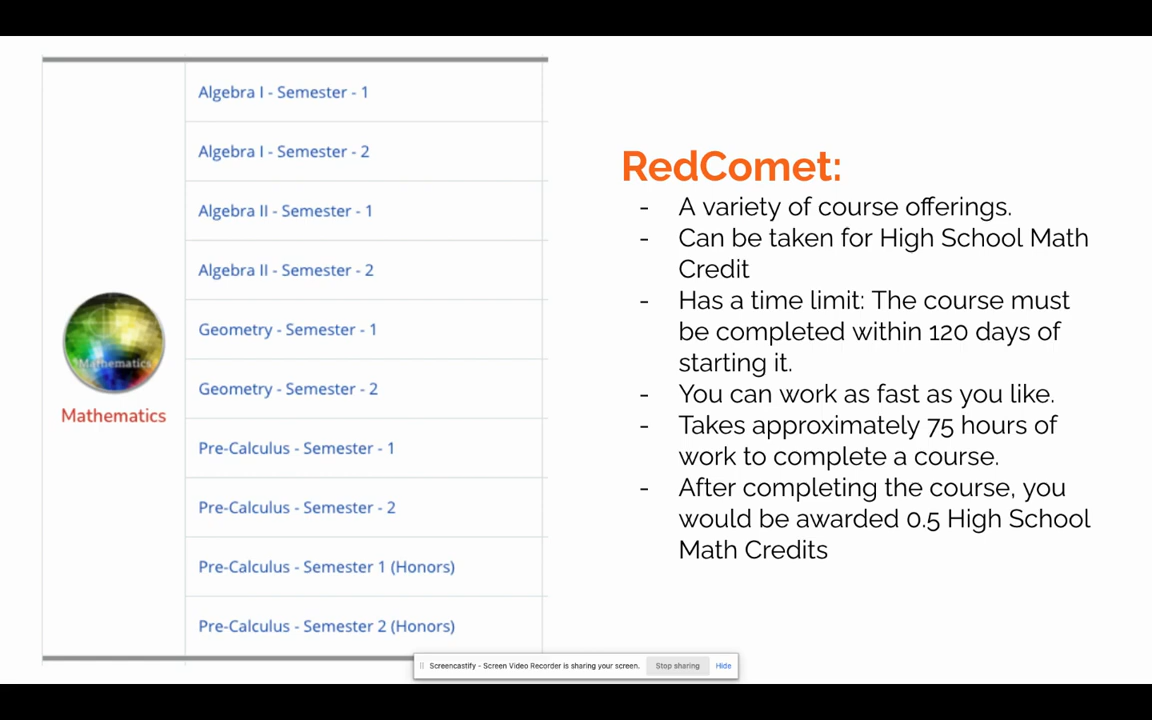 Algebra I - Semester - 1
Algebra I - Semester - 2
Algebra II - Semester - 1
Algebra II - Semester - 2
Geometry - Semester - 1
Geometry - Semester - 2
Pre-Calculus - Semester - 1
Pre-Calculus - Semester - 2
Pre-Calculus - Semester 1 (Honors)
Pre-Calculus - Semester 2 (Honors)
Mathematics
Mathematics
RedComet:
- A variety of course offerings.
- Can be taken for High School Math
Credit
- Has a time limit: The course must
be completed within 120 days of
starting it.
- You can work as fast as you like.
- Takes approximately 75 hours of
work to complete a course.
- After completing the course, you
would be awarded 0.5 High School
Math Credits
Screencastify - Screen Video Recorder is sharing your screen. Stop sharing Hide